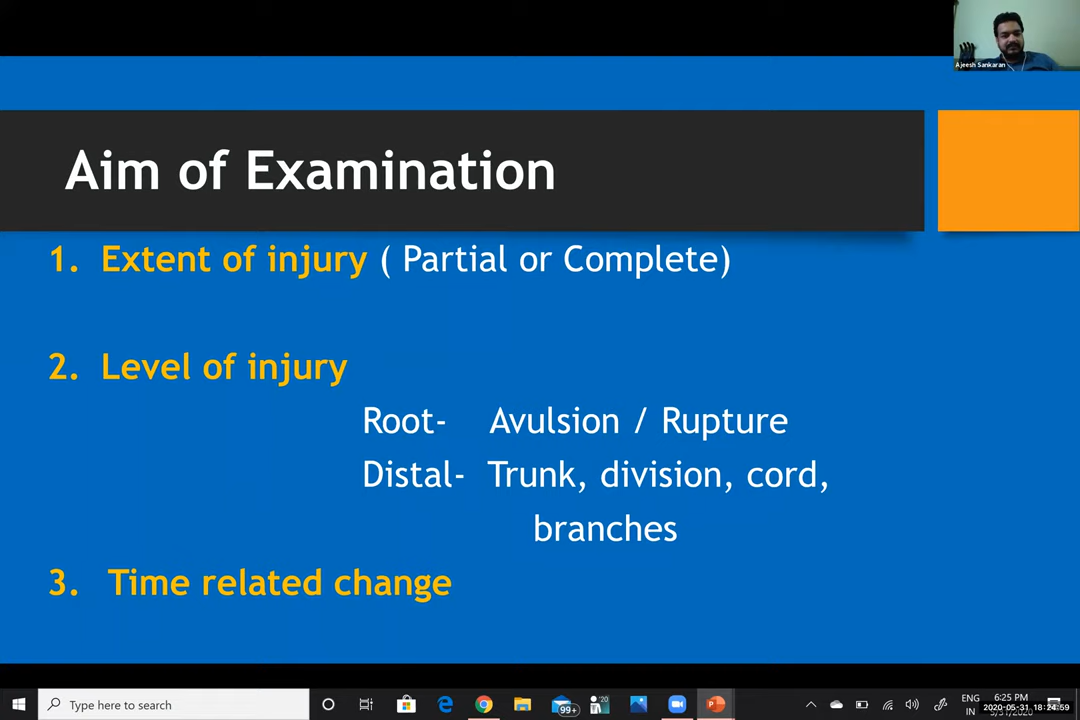 Ajeesh Sankaran
Aim of Examination
1. Extent of injury ( Partial or Complete)
2. Level of injury
Root- Avulsion / Rupture
Distal- Trunk, division, cord,
branches
3. Time related change
Type here to search
99+
'20
ENG
IN
6:25 PM
2020-05-31 18:24:59